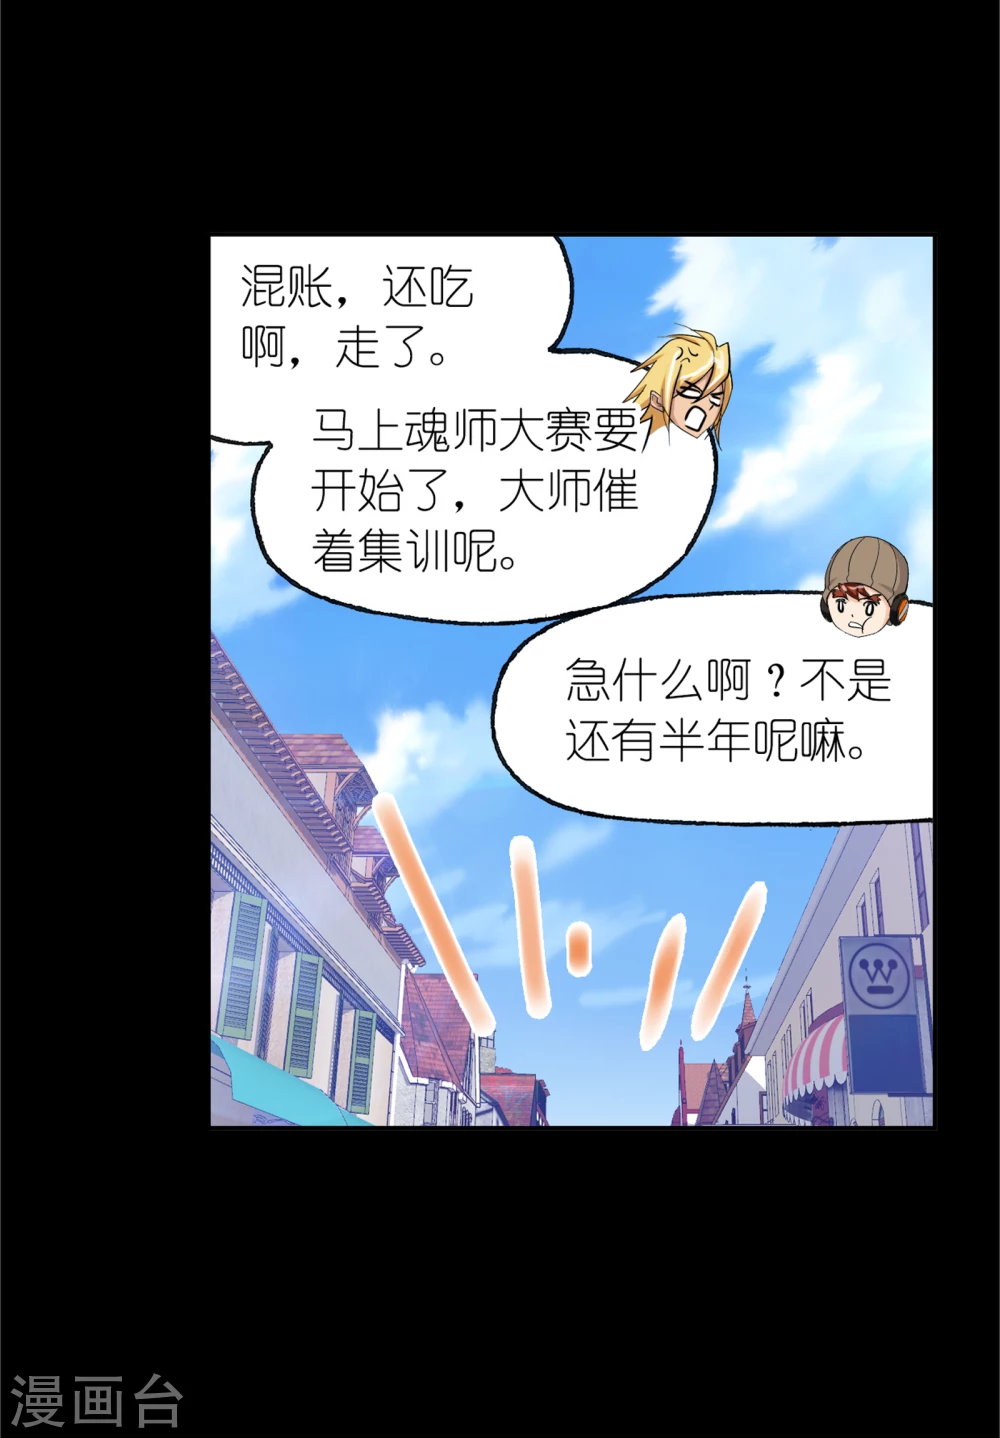 混账，还吃
啊，走了。
马上魂师大赛要
开始了，大师催
着集训呢。
急什么啊？不是
还有半年呢嘛。
漫画台